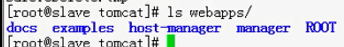 [root@slave tomcat]# ls webapps/
docs  examples  host-manager  manager  ROOT
[root@slave tomcat]#